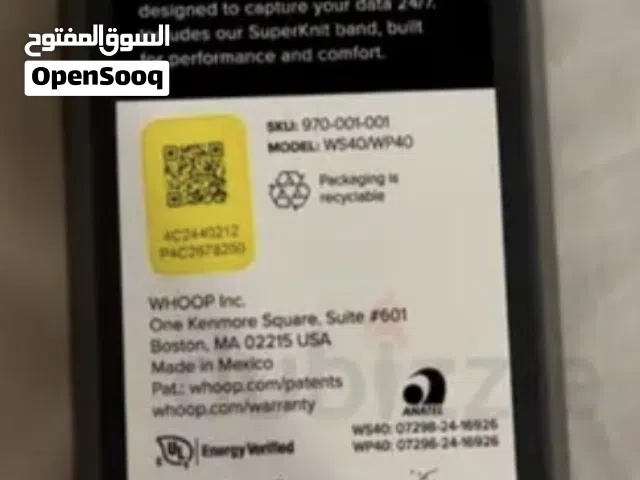 designed to capture your data 24/7.
includes our SuperKnit band, built
for performance and comfort.
السوق المفتوح
OpenSooq
SKU: 970-001-001
MODEL: WS40/WP40
Packaging is
recyclable
4C2440212
WHOOP Inc.
One Kenmore Square, Suite #601
Boston, MA 02215 USA
Made in Mexico
Pat.: whoop.com/patents
whoop.com/warranty
ANATEL
WS40: 07298-24-16926
WP40: 07298-24-16926
UL
Energy Verified